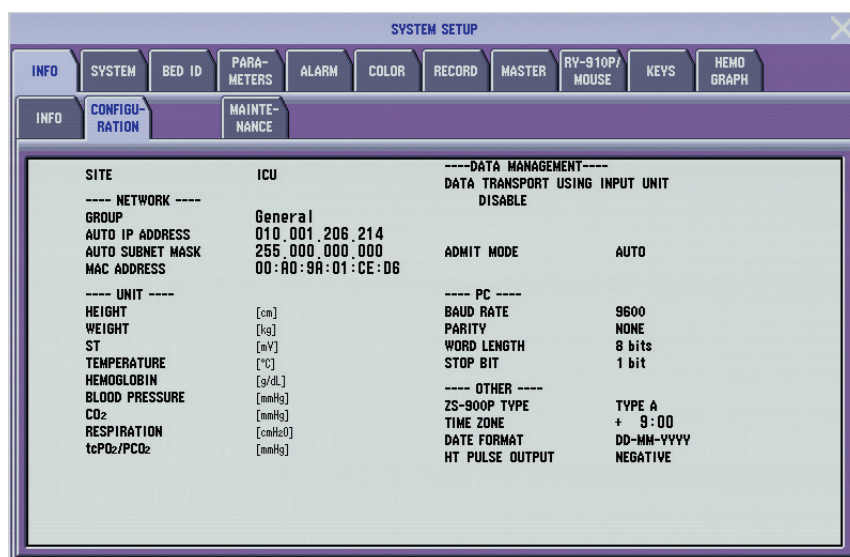 SYSTEM SETUP
INFO SYSTEM BED ID PARA-METERS ALARM COLOR RECORD MASTER RY-910P/MOUSE KEYS HEMO GRAPH
INFO CONFIGU-RATION MAINTE-NANCE
SITE ICU
---- NETWORK ----
GROUP General
AUTO IP ADDRESS 010.001.206.214
AUTO SUBNET MASK 255.000.000.000
MAC ADDRESS 00:A0:9A:01:CE:D6
---- UNIT ----
HEIGHT [cm]
WEIGHT [kg]
ST [mV]
TEMPERATURE [°C]
HEMOGLOBIN [g/dL]
BLOOD PRESSURE [mmHg]
CO2 [mmHg]
RESPIRATION [cmH2O]
tcPO2/PCO2 [mmHg]
----DATA MANAGEMENT----
DATA TRANSPORT USING INPUT UNIT
DISABLE
ADMIT MODE AUTO
---- PC ----
BAUD RATE 9600
PARITY NONE
WORD LENGTH 8 bits
STOP BIT 1 bit
---- OTHER ----
ZS-900P TYPE TYPE A
TIME ZONE + 9:00
DATE FORMAT DD-MM-YYYY
HT PULSE OUTPUT NEGATIVE